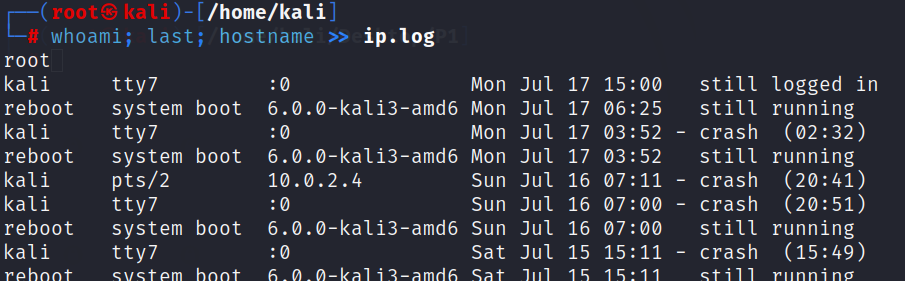 ┌──(root㉿kali)-[/home/kali]
└─# whoami; last; hostname >> ip.log
root
kali     tty7         :0               Mon Jul 17 15:00   still logged in
reboot   system boot  6.0.0-kali3-amd6 Mon Jul 17 06:25   still running
kali     tty7         :0               Mon Jul 17 03:52 - crash  (02:32)
reboot   system boot  6.0.0-kali3-amd6 Mon Jul 17 03:52   still running
kali     pts/2        10.0.2.4         Sun Jul 16 07:11 - crash  (20:41)
kali     tty7         :0               Sun Jul 16 07:00 - crash  (20:51)
reboot   system boot  6.0.0-kali3-amd6 Sun Jul 16 07:00   still running
kali     tty7         :0               Sat Jul 15 15:11 - crash  (15:49)
reboot   system boot  6.0.0-kali3-amd6 Sat Jul 15 15:11   still running